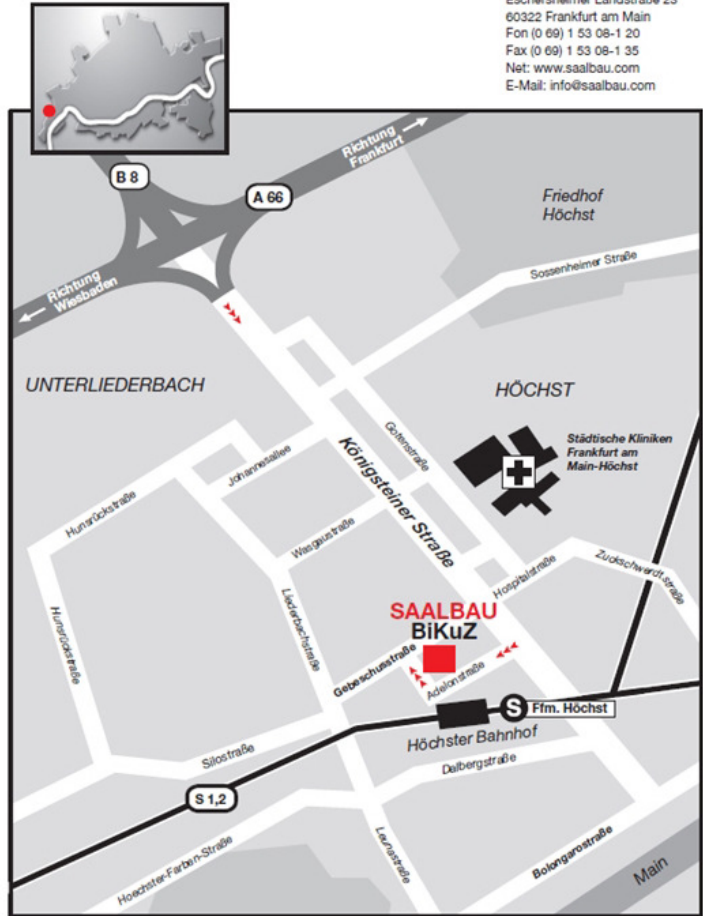 Eschersheimer Landstraße 23
60322 Frankfurt am Main
Fon (0 69) 1 53 08-1 20
Fax (0 69) 1 53 08-1 35
Net: www.saalbau.com
E-Mail: info@saalbau.com
Richtung
Frankfurt
B 8
A 66
Friedhof
Höchst
Sossenheimer Straße
Richtung
Wiesbaden
UNTERLIEDERBACH
HÖCHST
Gotenstraße
Städtische Kliniken
Frankfurt am
Main-Höchst
Johannesallee
Königsteiner Straße
Hunsrückstraße
Wasgaustraße
Hospitalstraße
Zuckschwerdtstraße
Hunsrückstraße
Liederbachstraße
SAALBAU
BiKuZ
Gebeschusstraße
Adelonstraße
S
Ffm. Höchst
Höchster Bahnhof
Silostraße
Dalbergstraße
S 1,2
Hoechster-Farben-Straße
Leunastraße
Bolongarostraße
Main